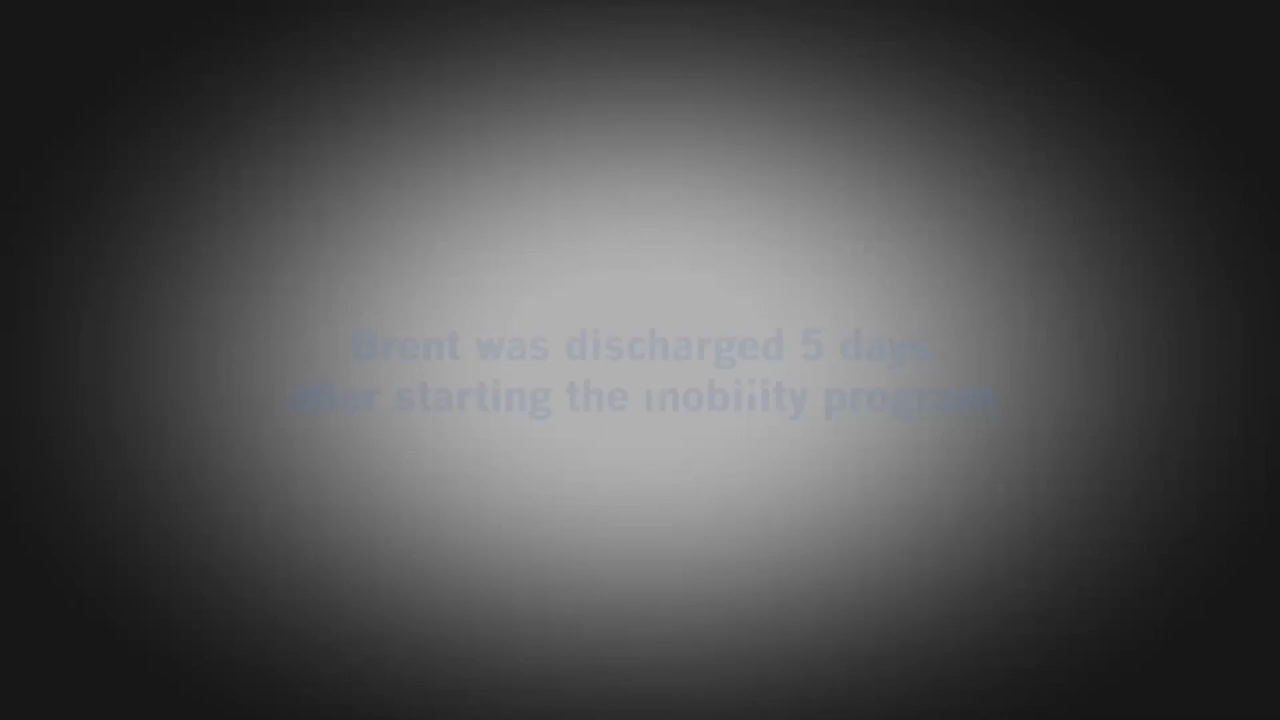 Brent was discharged 5 days
after starting the mobility program